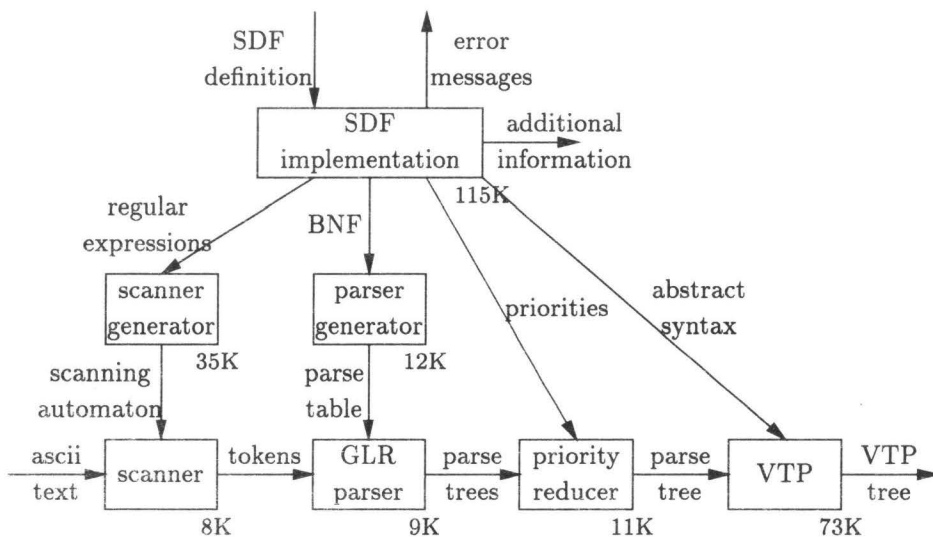 SDF
definition
error
messages
SDF
implementation
additional
information
115K
regular
expressions
BNF
priorities
abstract
syntax
scanner
generator
35K
parser
generator
12K
scanning
automaton
parse
table
ascii
text
scanner
8K
tokens
GLR
parser
9K
parse
trees
priority
reducer
11K
parse
tree
VTP
73K
VTP
tree